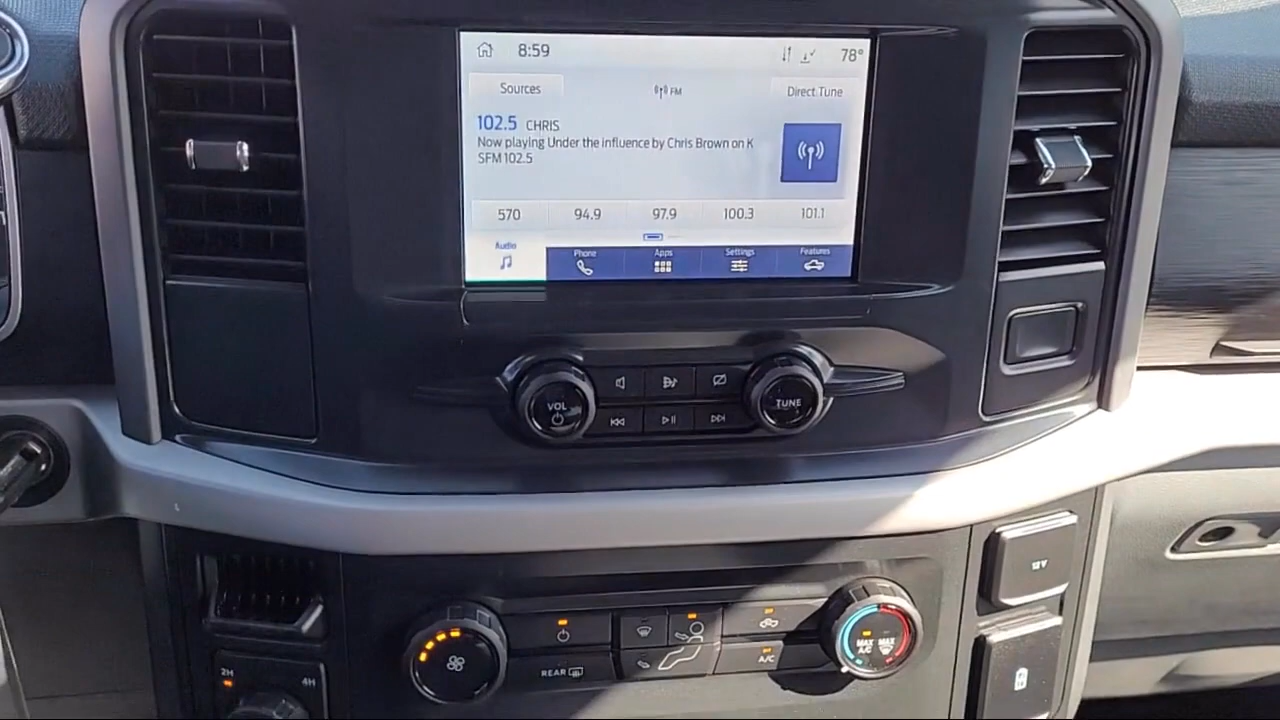 8:59
78°
Sources
FM
Direct Tune
102.5 CHRIS
Now playing Under the influence by Chris Brown on K
SFM 102.5
570 94.9 97.9 100.3 101.1
Audio Phone Apps Settings Features
VOL
TUNE
12V
MAX A/C
MAX
A/C
REAR
2H 4H